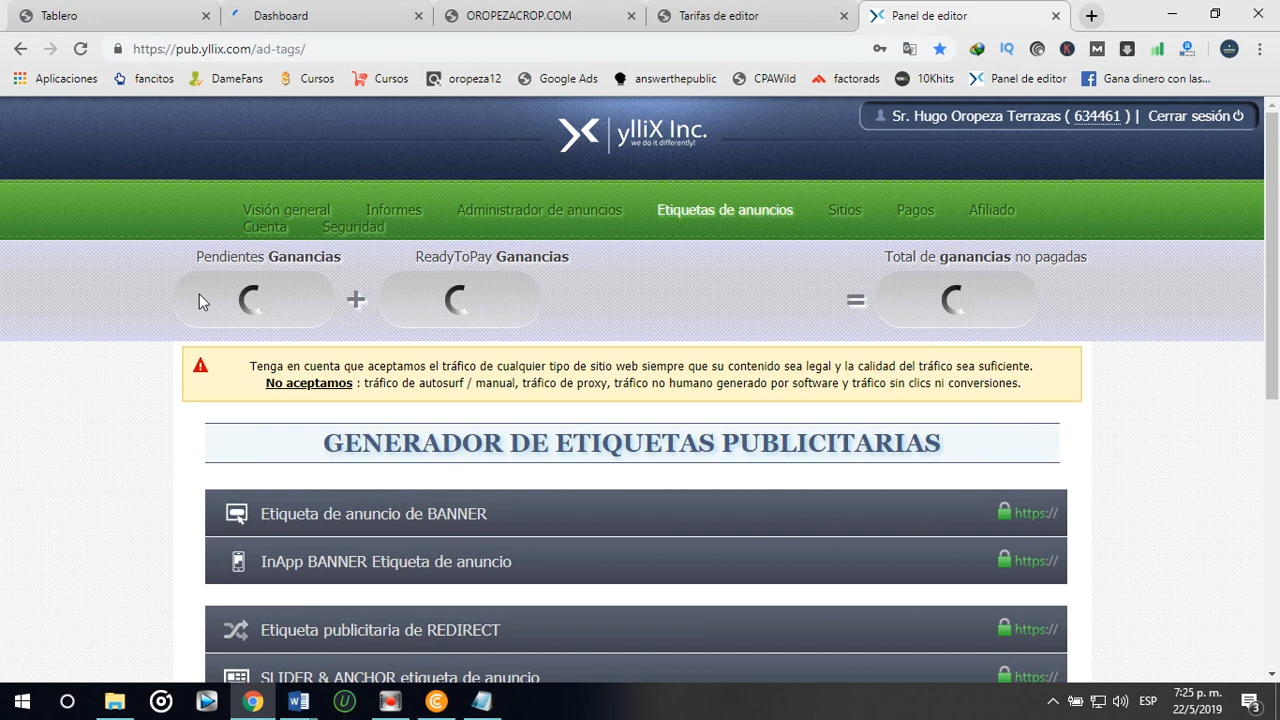 Tablero
Dashboard
OROPEZACROP.COM
Tarifas de editor
Panel de editor
https://pub.yllix.com/ad-tags/
Aplicaciones
fancitos
DameFans
Cursos
Cursos
oropeza12
Google Ads
answerthepublic
CPAWild
factorads
10Khits
Panel de editor
Gana dinero con las...
Sr. Hugo Oropeza Terrazas ( 634461 ) | Cerrar sesión
ylliX Inc.
we do it differently!
Visión general Informes Administrador de anuncios Etiquetas de anuncios Sitios Pagos Afiliado
Cuenta Seguridad
Pendientes Ganancias
ReadyToPay Ganancias
Total de ganancias no pagadas
+
=
Tenga en cuenta que aceptamos el tráfico de cualquier tipo de sitio web siempre que su contenido sea legal y la calidad del tráfico sea suficiente.
No aceptamos : tráfico de autosurf / manual, tráfico de proxy, tráfico no humano generado por software y tráfico sin clics ni conversiones.
GENERADOR DE ETIQUETAS PUBLICITARIAS
Etiqueta de anuncio de BANNER https://
InApp BANNER Etiqueta de anuncio https://
Etiqueta publicitaria de REDIRECT https://
SLIDER & ANCHOR etiqueta de anuncio https://
ESP
7:25 p. m.
22/5/2019
3